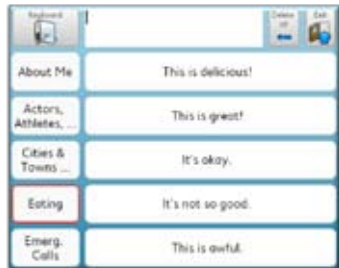 Keyboard
Delete
Exit
About Me
This is delicious!
Actors,
Athletes, ...
This is great!
Cities &
Towns ...
It's okay.
Eating
It's not so good.
Emerg.
Calls
This is awful.